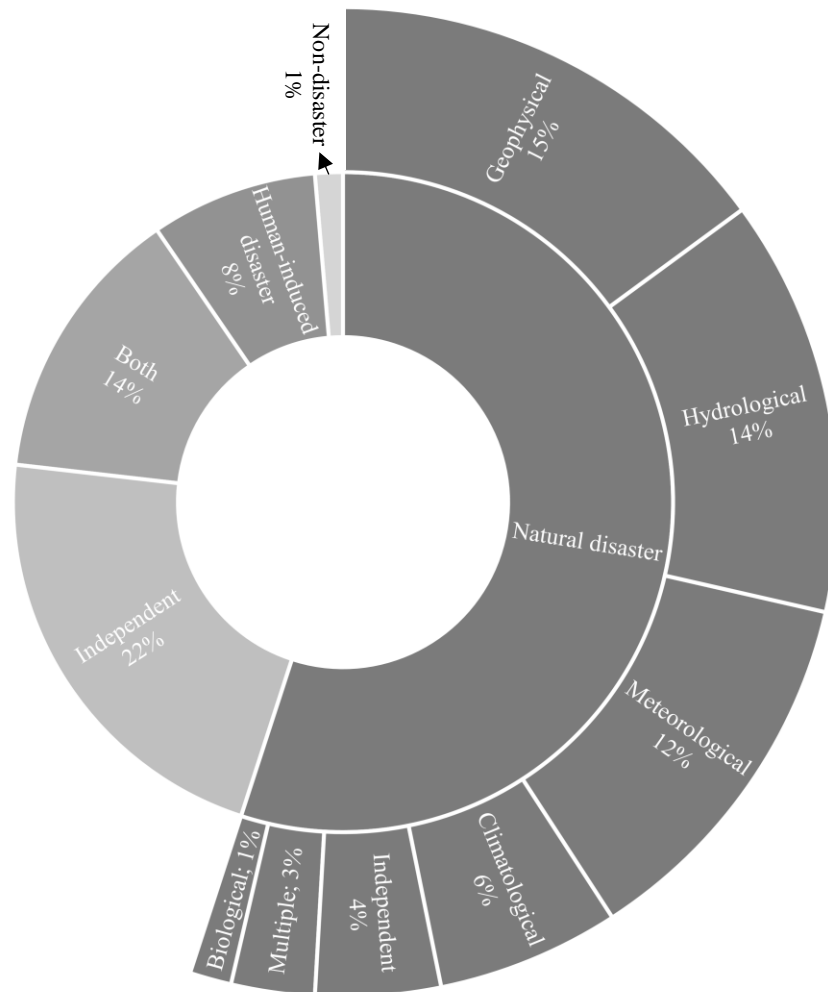 Non-disaster
1%
Geophysical
15%
Hydrological
14%
Natural disaster
Meteorological
12%
Climatological
6%
Independent
4%
Multiple; 3%
Biological; 1%
Independent
22%
Both
14%
Human-induced
disaster
8%